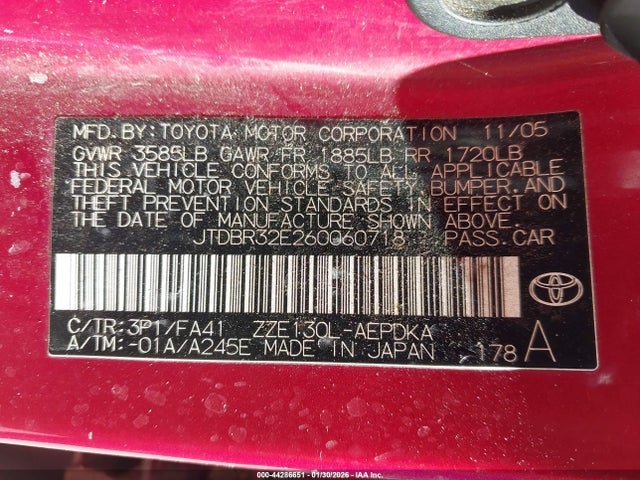 MFD.BY:TOYOTA MOTOR CORPORATION 11/05
GVWR 3585LB GAWR FR 1885LB RR 1720LB
THIS VEHICLE CONFORMS TO ALL APPLICABLE
FEDERAL MOTOR VEHICLE SAFETY, BUMPER, AND
THEFT PREVENTION STANDARDS IN EFFECT ON
THE DATE OF MANUFACTURE SHOWN ABOVE.
JTDBR32E260060718 PASS.CAR
C/TR:3P1/FA41 ZZE130L-AEPDKA
A/TM:-01A/A245E MADE IN JAPAN 178 A
000-44286651 - 01/30/2026 - IAAI, Inc. - Copyright